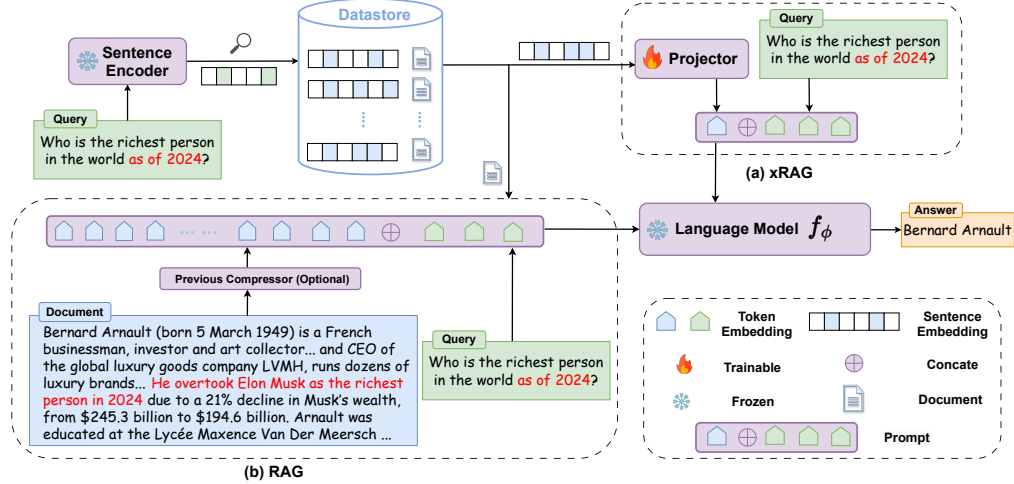 Datastore
Sentence
Encoder
Query
Who is the richest person
in the world as of 2024?
Projector
Query
Who is the richest person
in the world as of 2024?
(a) xRAG
Language Model fϕ
Answer
Bernard Arnault
Previous Compressor (Optional)
Document
Bernard Arnault (born 5 March 1949) is a French
businessman, investor and art collector... and CEO of
the global luxury goods company LVMH, runs dozens of
luxury brands... He overtook Elon Musk as the richest
person in 2024 due to a 21% decline in Musk's wealth,
from $245.3 billion to $194.6 billion. Arnault was
educated at the Lycée Maxence Van Der Meersch ...
Query
Who is the richest person
in the world as of 2024?
(b) RAG
Token
Embedding
Sentence
Embedding
Trainable
Concate
Frozen
Document
Prompt